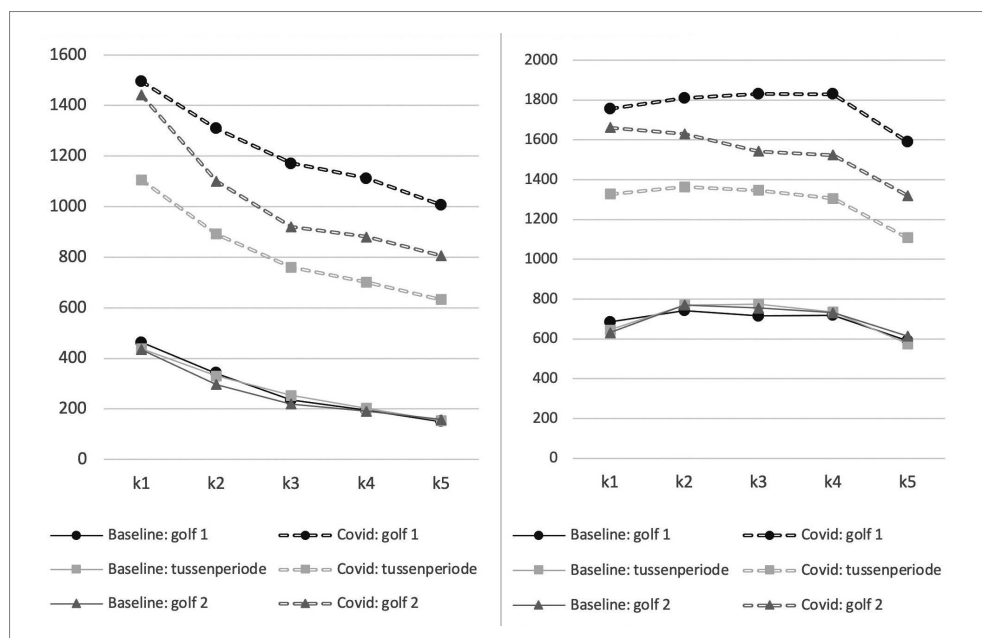 1600
1400
1200
1000
800
600
400
200
0
k1 k2 k3 k4 k5
Baseline: golf 1 Covid: golf 1
Baseline: tussenperiode Covid: tussenperiode
Baseline: golf 2 Covid: golf 2
2000
1800
1600
1400
1200
1000
800
600
400
200
0
k1 k2 k3 k4 k5
Baseline: golf 1 Covid: golf 1
Baseline: tussenperiode Covid: tussenperiode
Baseline: golf 2 Covid: golf 2